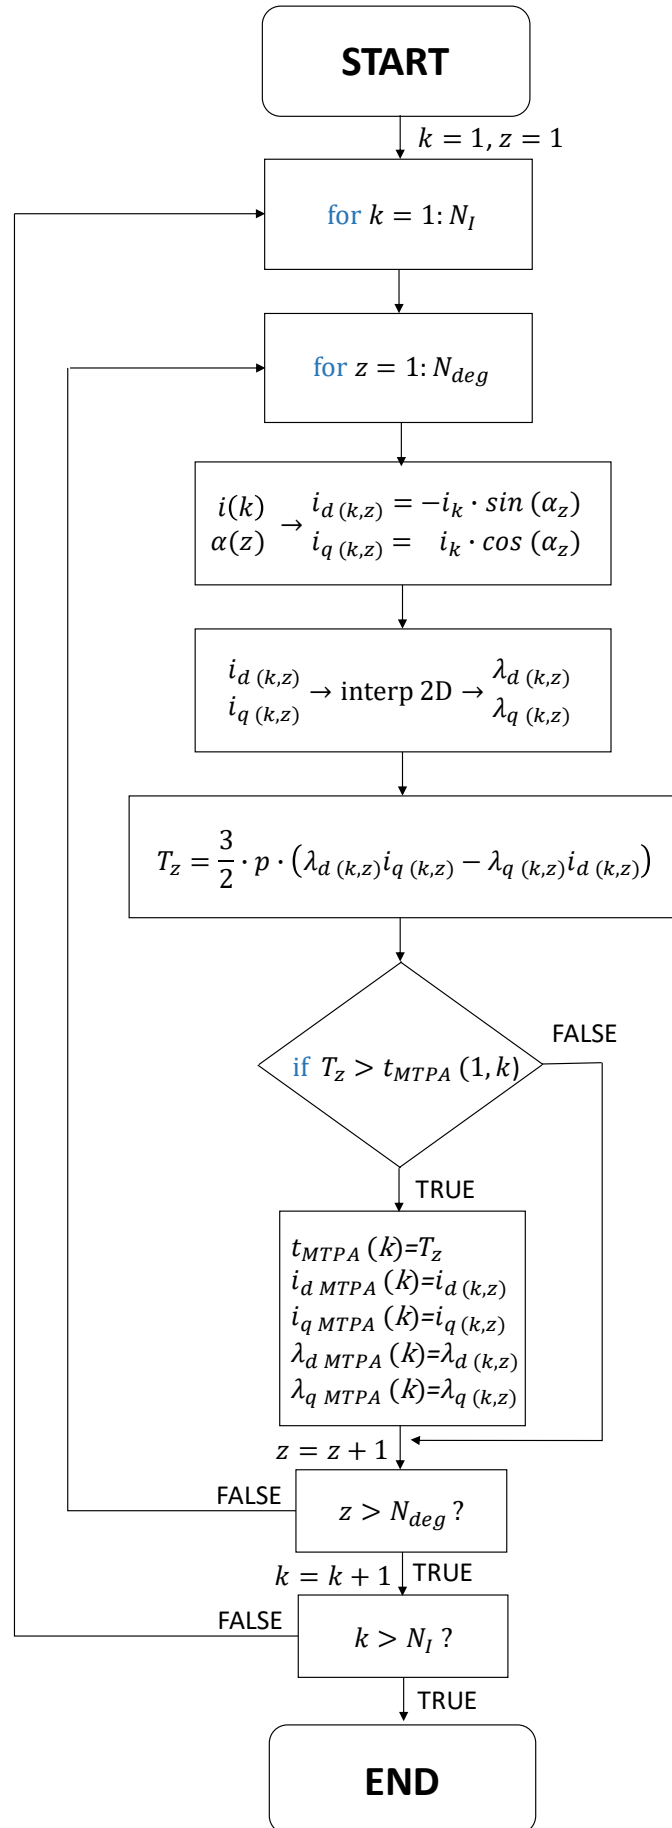 START
k = 1, z = 1
for k = 1: N_I
for z = 1: N_deg
i(k) → i_d (k,z) = −i_k · sin (α_z)
α(z) i_q (k,z) = i_k · cos (α_z)
i_d (k,z) → interp 2D → λ_d (k,z)
i_q (k,z) λ_q (k,z)
T_z = 3/2 · p · (λ_d (k,z) i_q (k,z) − λ_q (k,z) i_d (k,z))
FALSE
if T_z > t_MTPA (1, k)
TRUE
t_MTPA (k)=T_z
i_d MTPA (k)=i_d (k,z)
i_q MTPA (k)=i_q (k,z)
λ_d MTPA (k)=λ_d (k,z)
λ_q MTPA (k)=λ_q (k,z)
z = z + 1
FALSE
z > N_deg ?
k = k + 1 TRUE
FALSE
k > N_I ?
TRUE
END